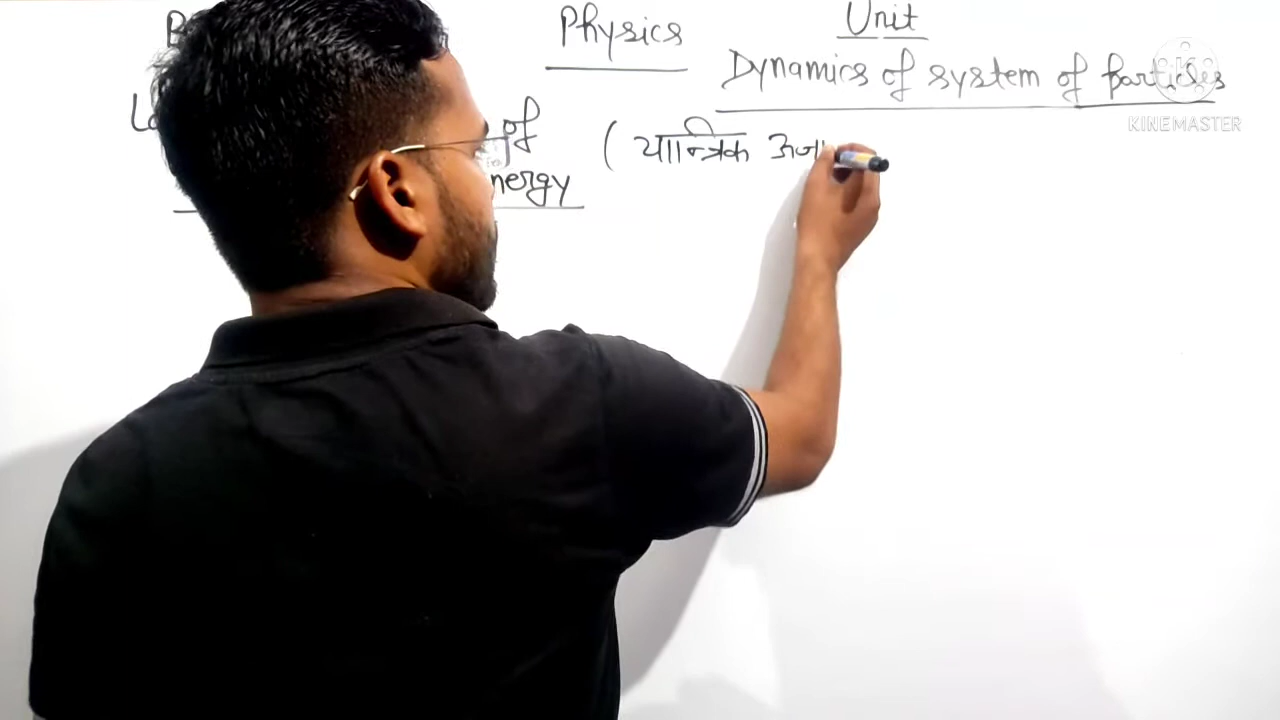 Physics Unit
Dynamics of system of particles
of ( यान्त्रिक ऊर्जा
nergy
KINEMASTER